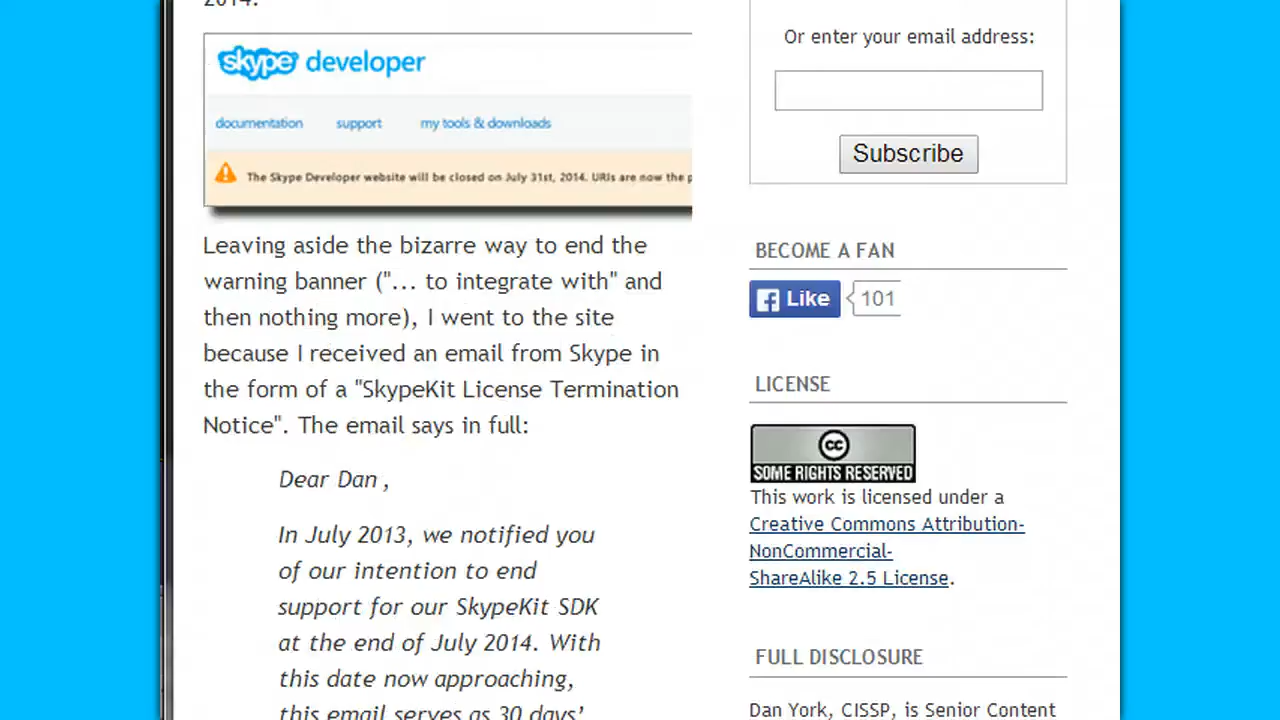 2014.
skype developer
documentation support my tools & downloads
The Skype Developer website will be closed on July 31st, 2014. URIs are now the p
Leaving aside the bizarre way to end the
warning banner ("... to integrate with" and
then nothing more), I went to the site
because I received an email from Skype in
the form of a "SkypeKit License Termination
Notice". The email says in full:
Dear Dan ,
In July 2013, we notified you
of our intention to end
support for our SkypeKit SDK
at the end of July 2014. With
this date now approaching,
this email serves as 30 days'
Or enter your email address:
Subscribe
BECOME A FAN
Like 101
LICENSE
cc
SOME RIGHTS RESERVED
This work is licensed under a
Creative Commons Attribution-
NonCommercial-
ShareAlike 2.5 License.
FULL DISCLOSURE
Dan York, CISSP, is Senior Content